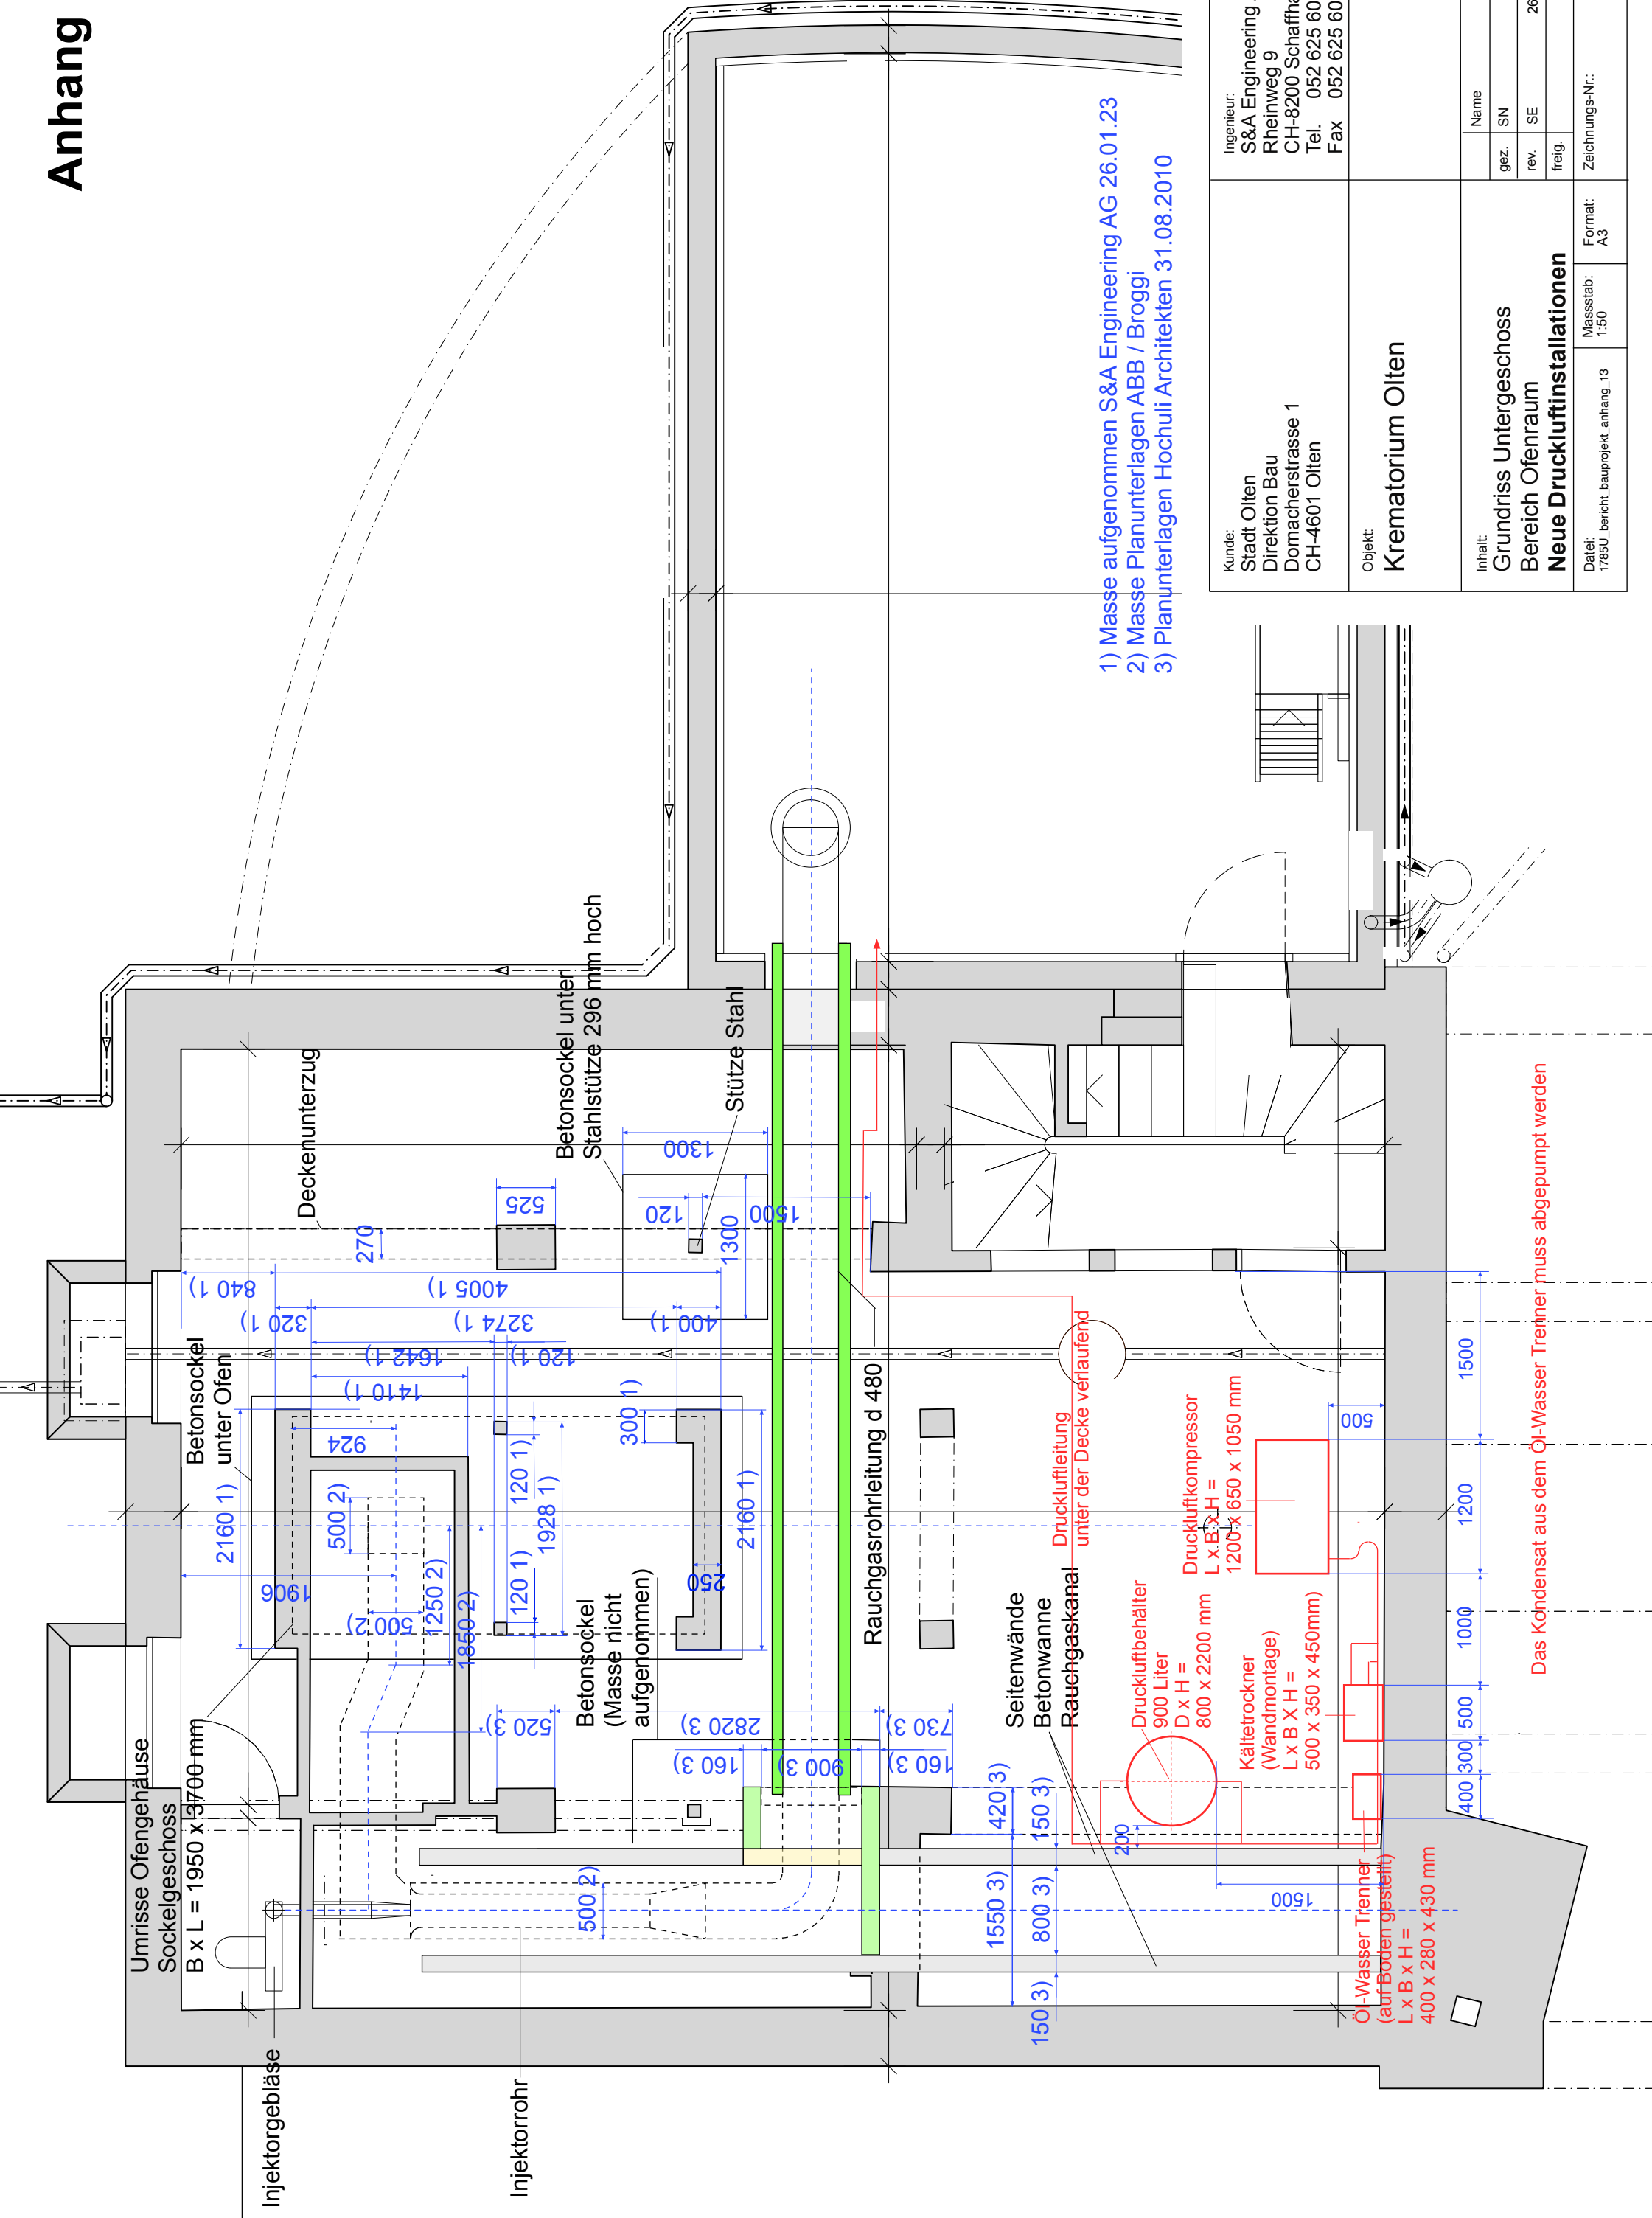 Anhang
Umrisse Ofengehäuse
Sockelgeschoss
B x L = 1950 x 3700 mm
Betonsockel
unter Ofen
Deckenunterzug
Betonsockel unter
Stahlstütze 296 mm hoch
Stütze Stahl
Injektorgebläse
Injektorrohr
Betonsockel
(Masse nicht
aufgenommen)
Rauchgasrohrleitung d 480
Seitenwände
Betonwanne
Rauchgaskanal
Druckluftleitung
unter der Decke verlaufend
Druckluftbehälter
900 Liter
D x H =
800 x 2200 mm
Druckluftkompressor
L x B x H =
1200 x 650 x 1050 mm
Kältetrockner
(Wandmontage)
L x B x H =
500 x 350 x 450mm)
Öl-Wasser Trenner
(auf Boden gestellt)
L x B x H =
400 x 280 x 430 mm
Das Kondensat aus dem Öl-Wasser Trenner muss abgepumpt werden
2160 1)
1906
924
500 2)
500 2)
1250 2)
1850 2)
840 1)
320 1)
4005 1)
3274 1)
400 1)
1642 1)
120 1)
1410 1)
270
525
1300
120
1500
1300
300 1)
120 1)
1928 1)
120 1)
2160 1)
250
520 3)
2820 3)
730 3)
160 3)
900 3)
160 3)
500 2)
420 3)
1550 3)
150 3)
800 3)
150 3)
200
1500
500
400
300
500
1000
1200
1500
1) Masse aufgenommen S&A Engineering AG 26.01.23
2) Masse Planunterlagen ABB / Broggi
3) Planunterlagen Hochuli Architekten 31.08.2010
Kunde:
Stadt Olten
Direktion Bau
Dornacherstrasse 1
CH-4601 Olten
Ingenieur:
S&A Engineering
Rheinweg 9
CH-8200 Schaffha
Tel. 052 625 60
Fax 052 625 60
Objekt:
Krematorium Olten
Inhalt:
Grundriss Untergeschoss
Bereich Ofenraum
Neue Druckluftinstallationen
Name
gez. SN
rev. SE 26
freig.
Datei:
1785U_bericht_bauprojekt_anhang_13
Massstab:
1:50
Format:
A3
Zeichnungs-Nr.: